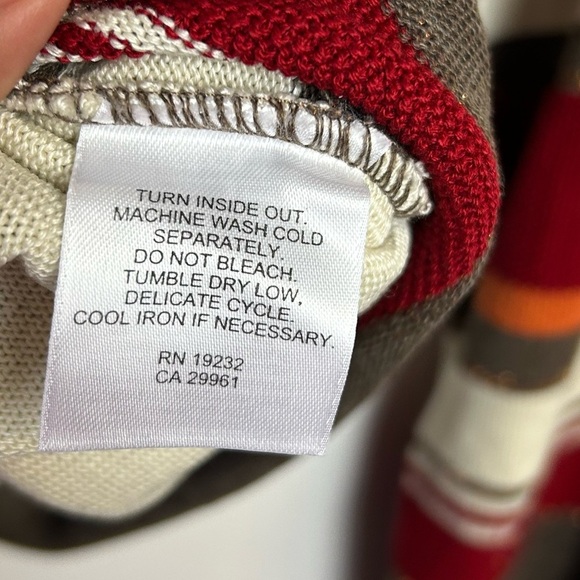 TURN INSIDE OUT.
MACHINE WASH COLD
SEPARATELY.
DO NOT BLEACH.
TUMBLE DRY LOW,
DELICATE CYCLE.
COOL IRON IF NECESSARY.
RN 19232
CA 29961